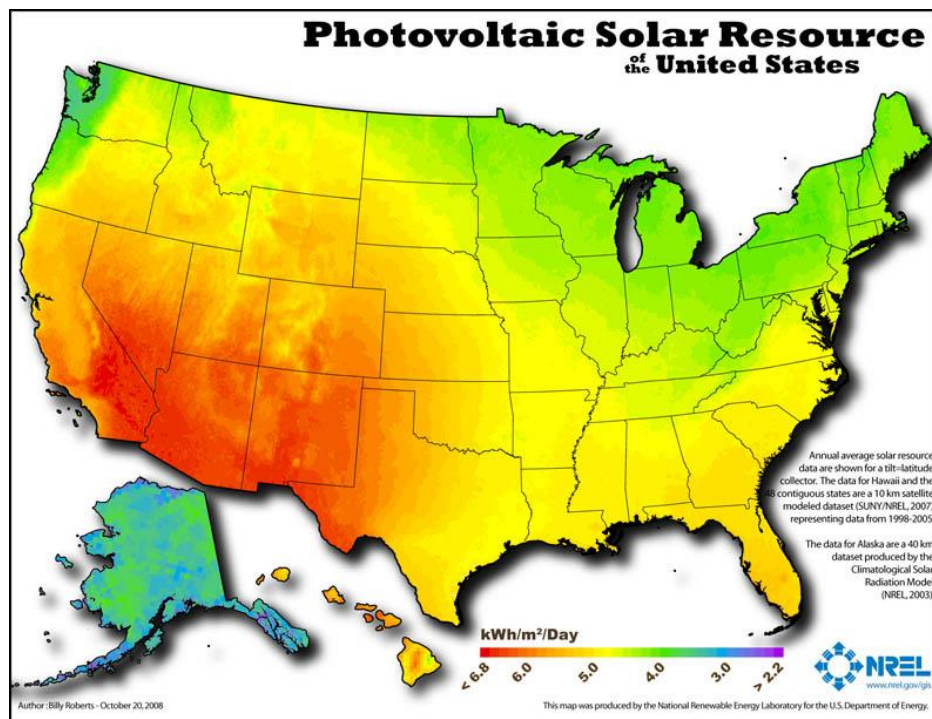 Photovoltaic Solar Resource
of the United States
Annual average solar resource
data are shown for a tilt=latitude
collector. The data for Hawaii and the
48 contiguous states are a 10 km satellite
modeled dataset (SUNY/NREL, 2007)
representing data from 1998-2005.
The data for Alaska are a 40 km
dataset produced by the
Climatological Solar
Radiation Model
(NREL, 2003)
kWh/m²/Day
< 6.8 6.0 5.0 4.0 3.0 > 2.2
NREL
www.nrel.gov/gis
Author : Billy Roberts - October 20, 2008
This map was produced by the National Renewable Energy Laboratory for the U.S. Department of Energy.